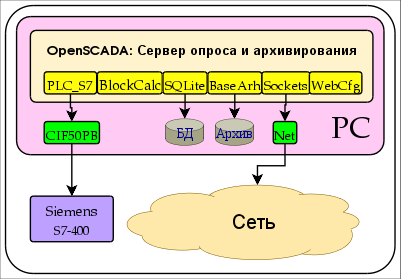 OpenSCADA: Сервер опроса и архивирования
PLC_S7 BlockCalc SQLite BaseArh Sockets WebCfg
CIF50PB БД Архив Net PC
Siemens
S7-400
Сеть